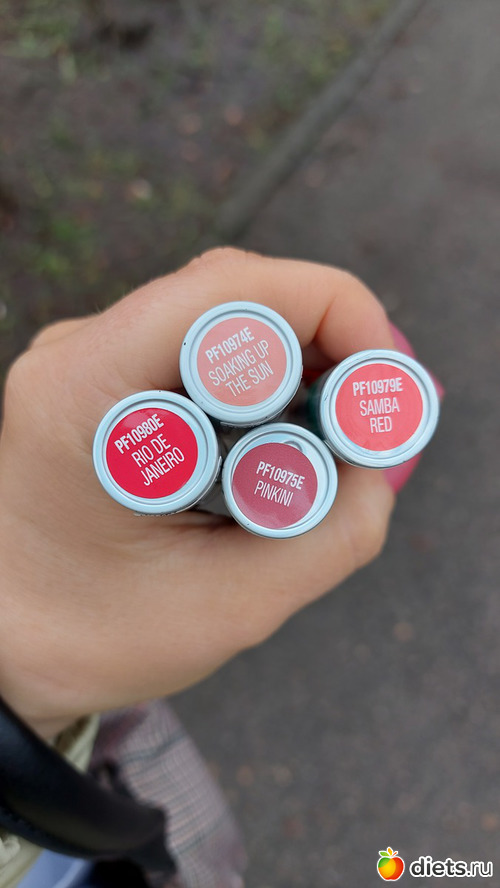 PF10974E
SOAKING UP
THE SUN
PF10979E
SAMBA
RED
PF10980E
RIO DE
JANEIRO
PF10975E
PINKINI
diets.ru